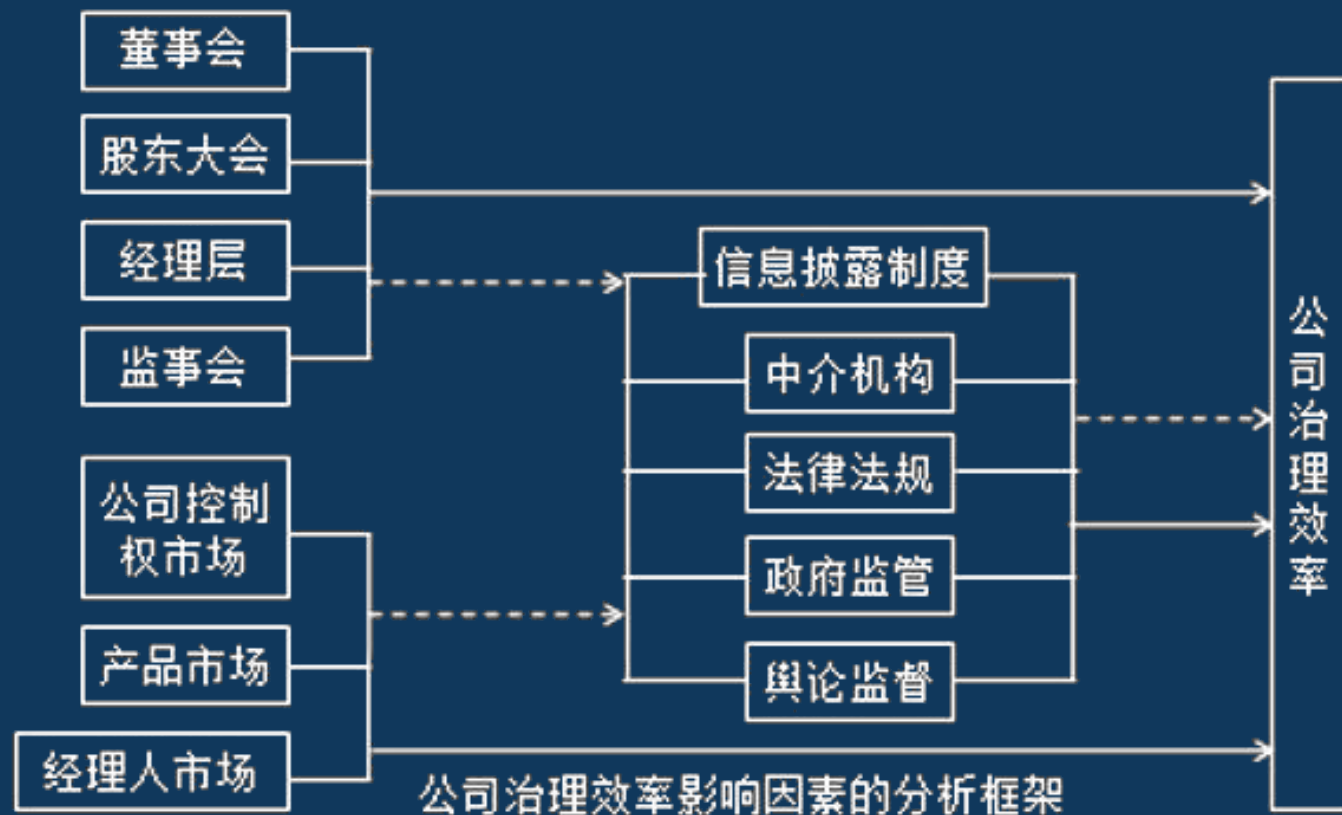 董事会
股东大会
经理层
监事会
公司控制
权市场
产品市场
经理人市场
信息披露制度
中介机构
法律法规
政府监管
舆论监督
公司治理效率
公司治理效率影响因素的分析框架